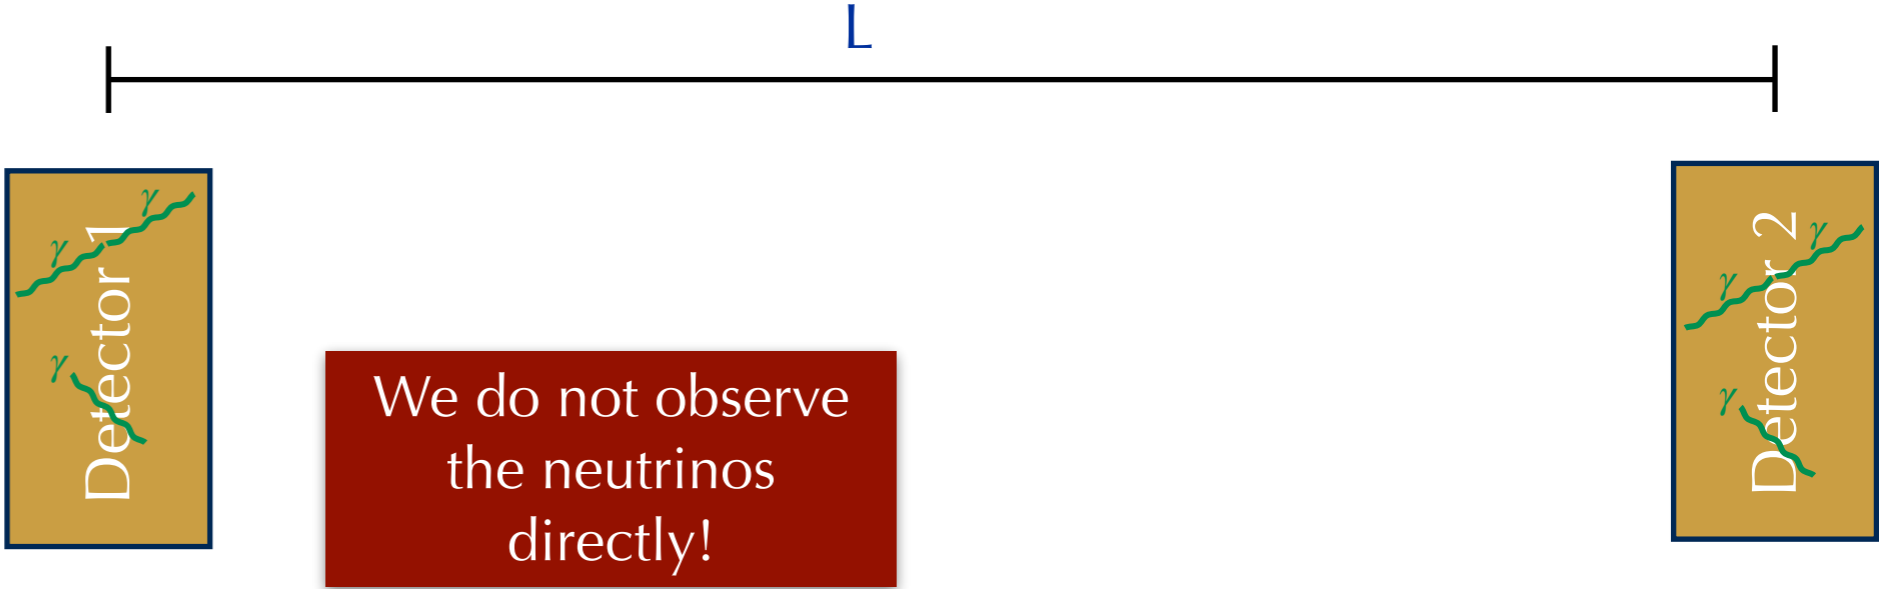 L
γ
γ
γ
Detector 1
We do not observe
the neutrinos
directly!
γ
γ
γ
Detector 2